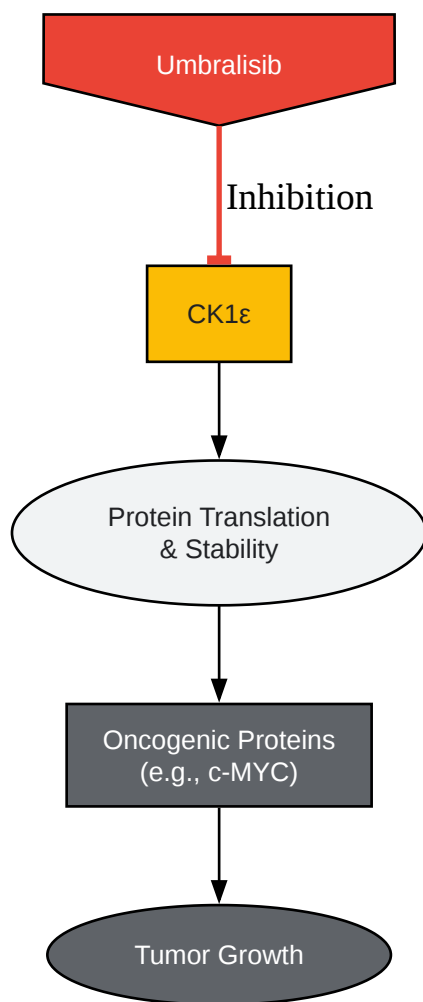 Umbralisib
Inhibition
CK1ε
Protein Translation
& Stability
Oncogenic Proteins
(e.g., c-MYC)
Tumor Growth